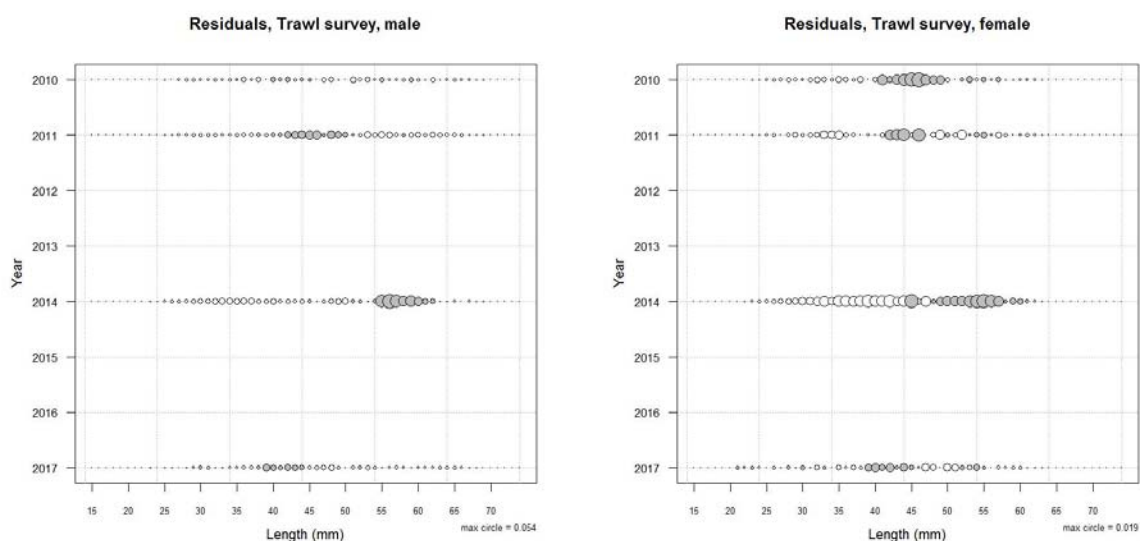 Residuals, Trawl survey, male
2010
2011
2012
2013
2014
2015
2016
2017
Year
15 20 25 30 35 40 45 50 55 60 65 70
Length (mm)
max circle = 0.054
Residuals, Trawl survey, female
2010
2011
2012
2013
2014
2015
2016
2017
Year
15 20 25 30 35 40 45 50 55 60 65 70
Length (mm)
max circle = 0.019